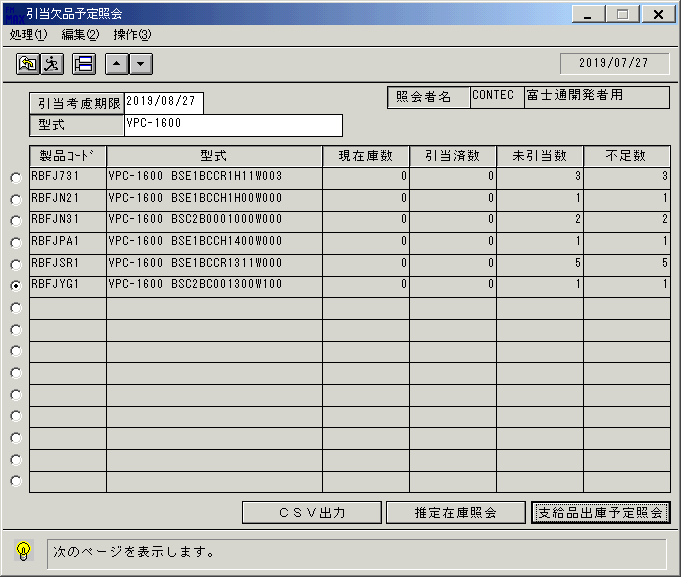 引当欠品予定照会
処理(1) 編集(2) 操作(3)
2019/07/27
引当考慮期限 2019/08/27
照会者名 CONTEC 富士通開発者用
型式 VPC-1600
製品ｺｰﾄﾞ 型式 現在庫数 引当済数 未引当数 不足数
RBFJ731 VPC-1600 BSE1BCCR1H11W003 0 0 3 3
RBFJN21 VPC-1600 BSE1BCCH1H00W000 0 0 1 1
RBFJN31 VPC-1600 BSC2B0001000W000 0 0 2 2
RBFJPA1 VPC-1600 BSE1BCCH1400W000 0 0 1 1
RBFJSR1 VPC-1600 BSE1BCCR1311W000 0 0 5 5
RBFJYG1 VPC-1600 BSC2BC001300W100 0 0 1 1
ＣＳＶ出力 推定在庫照会 支給品出庫予定照会
次のページを表示します。